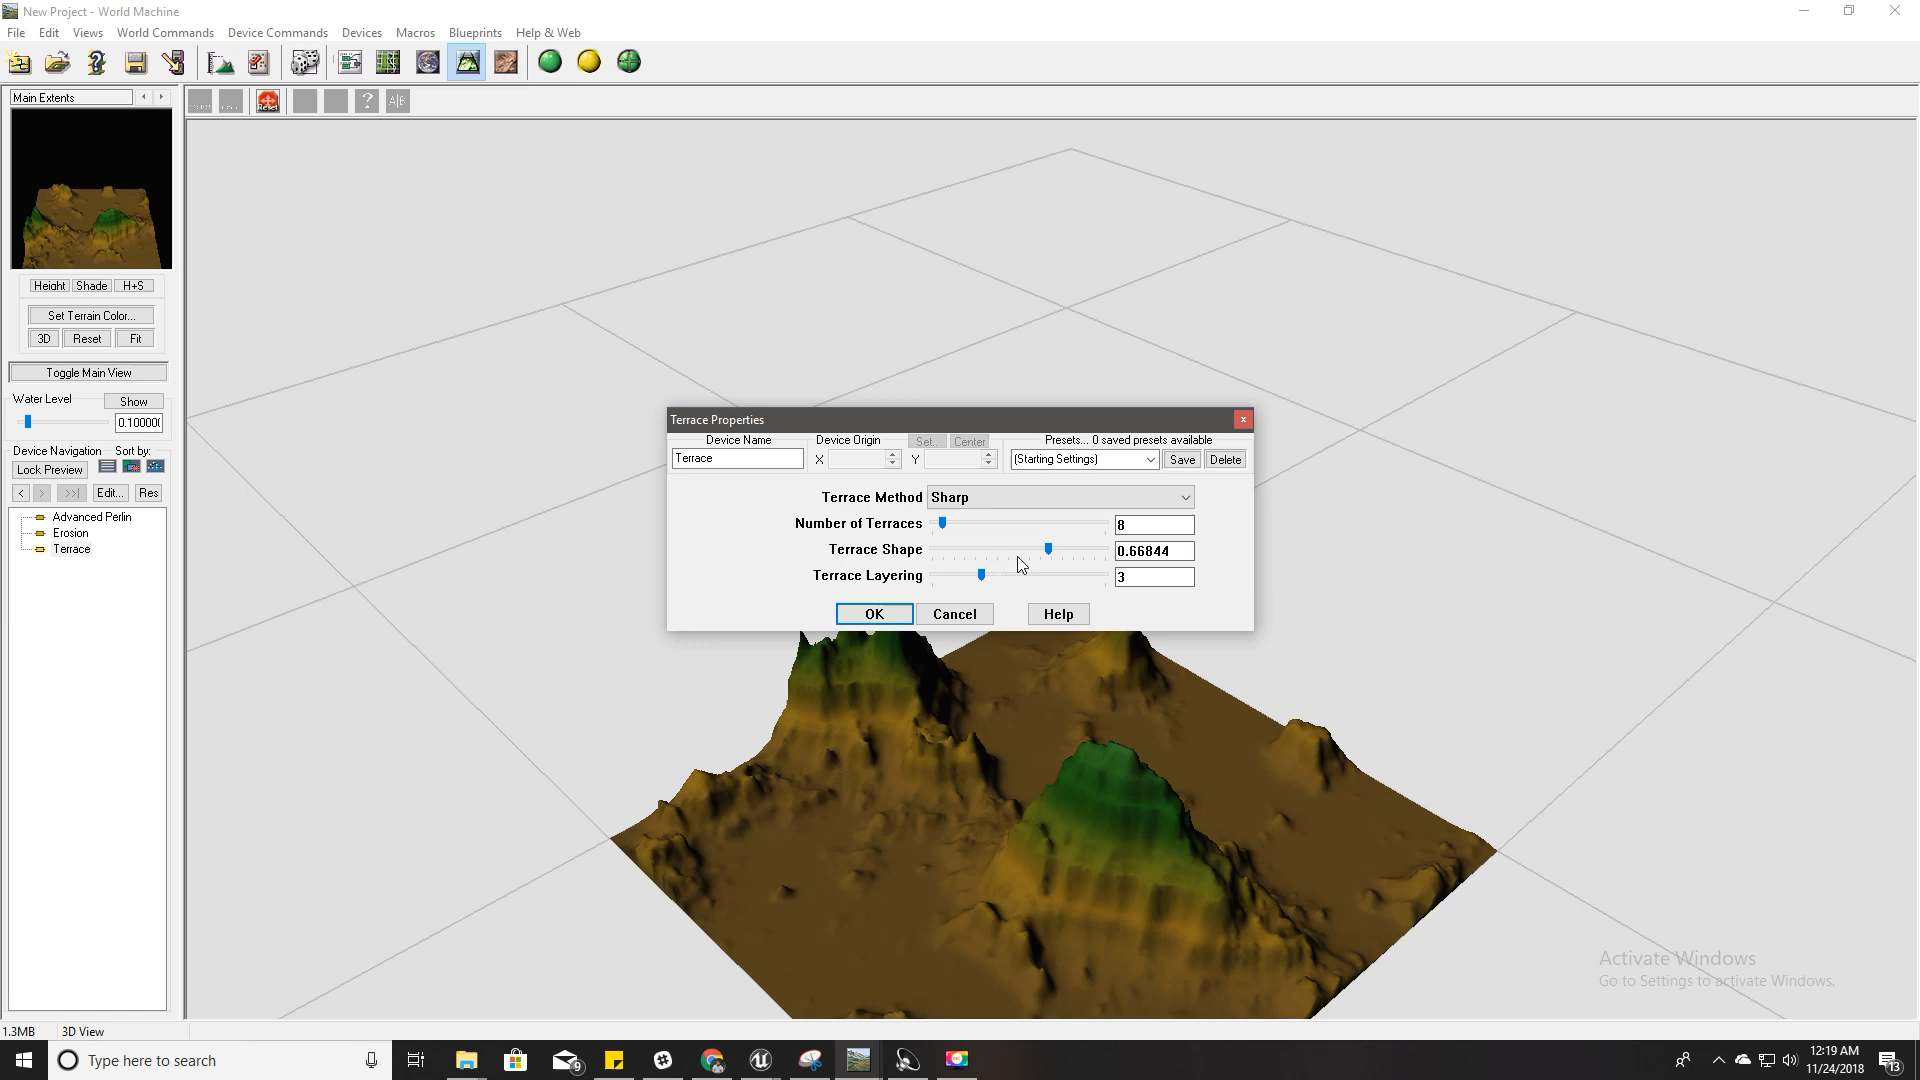 New Project - World Machine
File Edit Views World Commands Device Commands Devices Macros Blueprints Help & Web
Main Extents
Reset ? A|B
Height Shade H+S
Set Terrain Color...
3D Reset Fit
Toggle Main View
Water Level Show
0.10000(
Device Navigation Sort by:
Lock Preview
< > >>| Edit... Res
Advanced Perlin
Erosion
Terrace
Terrace Properties x
Device Name Device Origin Set... Center Presets... 0 saved presets available
Terrace X Y (Starting Settings) Save Delete
Terrace Method Sharp
Number of Terraces 8
Terrace Shape 0.66844
Terrace Layering 3
OK Cancel Help
Activate Windows
Go to Settings to activate Windows.
1.3MB 3D View
Type here to search
9
12:19 AM
11/24/2018
13